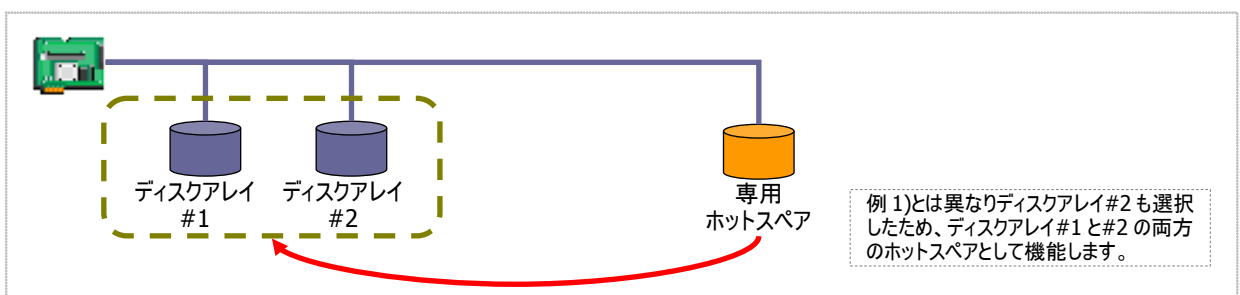 ディスクアレイ
#1
ディスクアレイ
#2
専用
ホットスペア
例 1)とは異なりディスクアレイ#2 も選択
したため、ディスクアレイ#1 と#2 の両方
のホットスペアとして機能します。